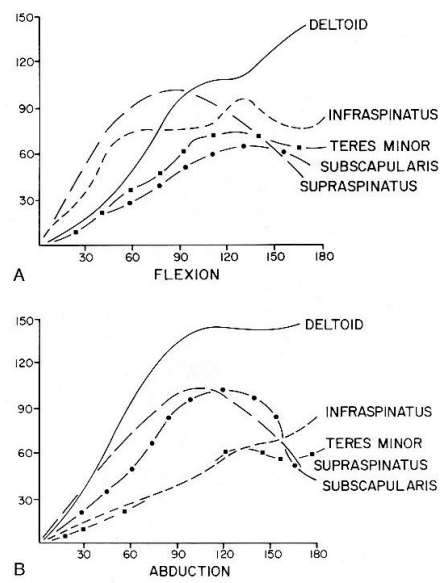 150
DELTOID
120
INFRASPINATUS
90
TERES MINOR
60
SUBSCAPULARIS
SUPRASPINATUS
30
30 60 90 120 150 180
A
FLEXION
150
DELTOID
120
INFRASPINATUS
90
TERES MINOR
60
SUPRASPINATUS
SUBSCAPULARIS
30
30 60 90 120 150 180
B
ABDUCTION